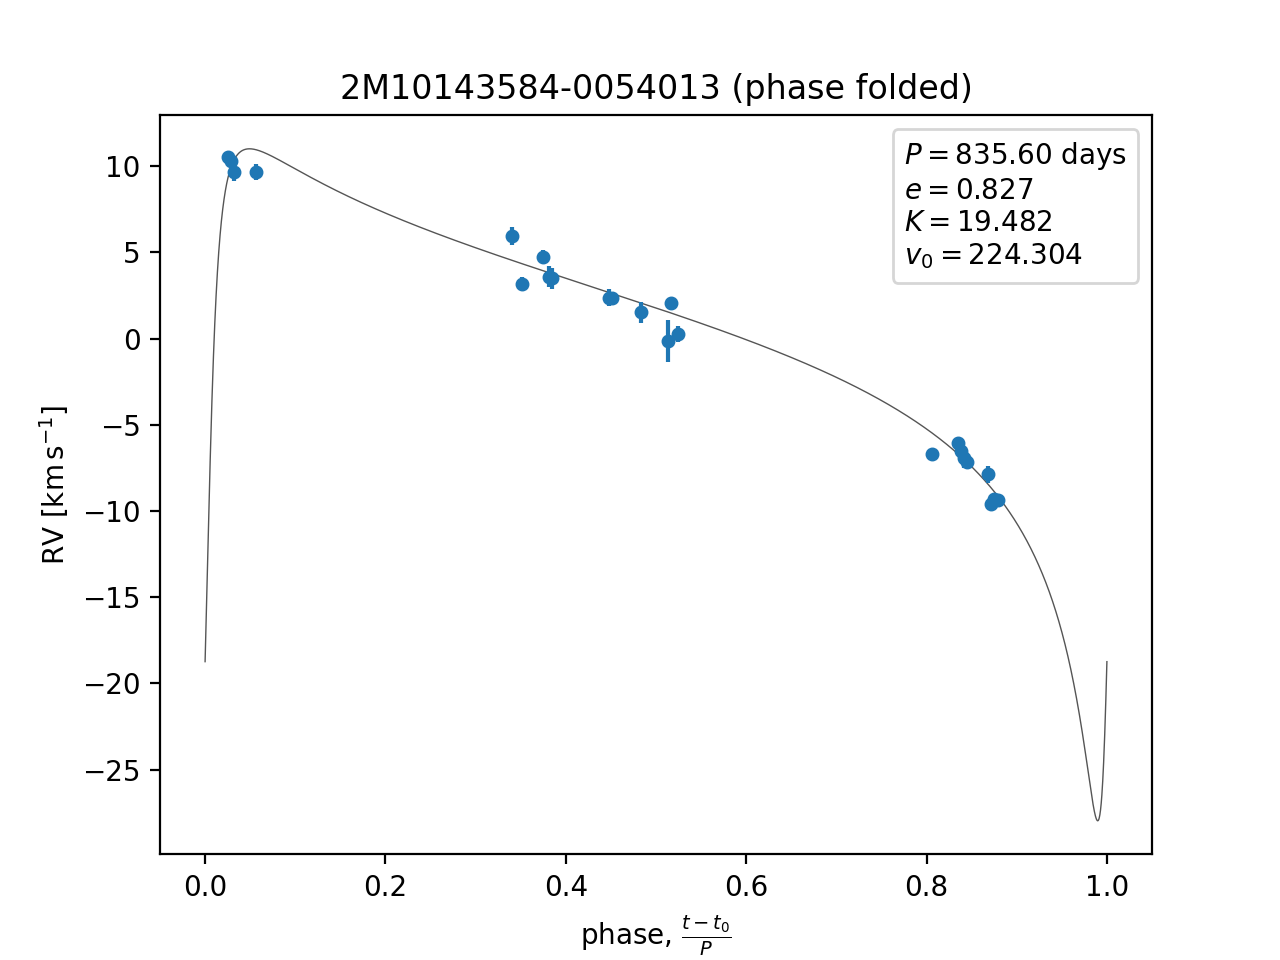 2M10143584-0054013 (phase folded)
P = 835.60 days
e = 0.827
K = 19.482
v₀ = 224.304
RV [km s⁻¹]
10
5
0
−5
−10
−15
−20
−25
0.0 0.2 0.4 0.6 0.8 1.0
phase, (t − t₀)/P